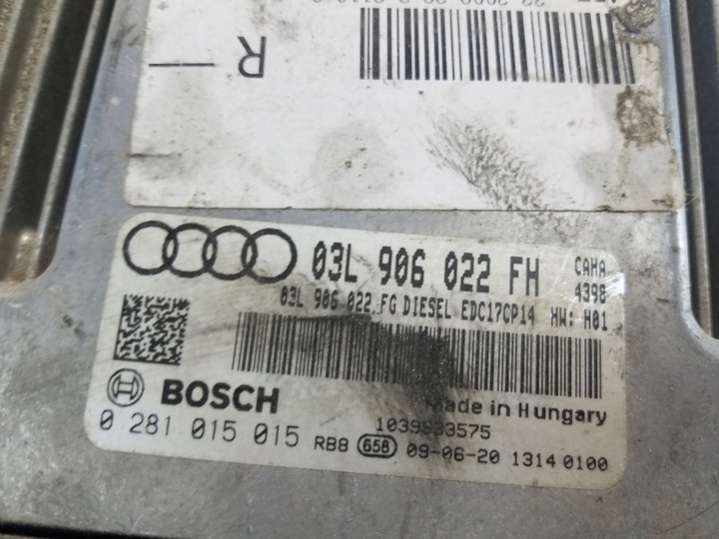 R —
03L 906 022 FH CAHA
4398
03L 906 022 FG DIESEL EDC17CP14 HW: H01
BOSCH
Made in Hungary
0 281 015 015 RB8 658 09-06-20 1314 0100